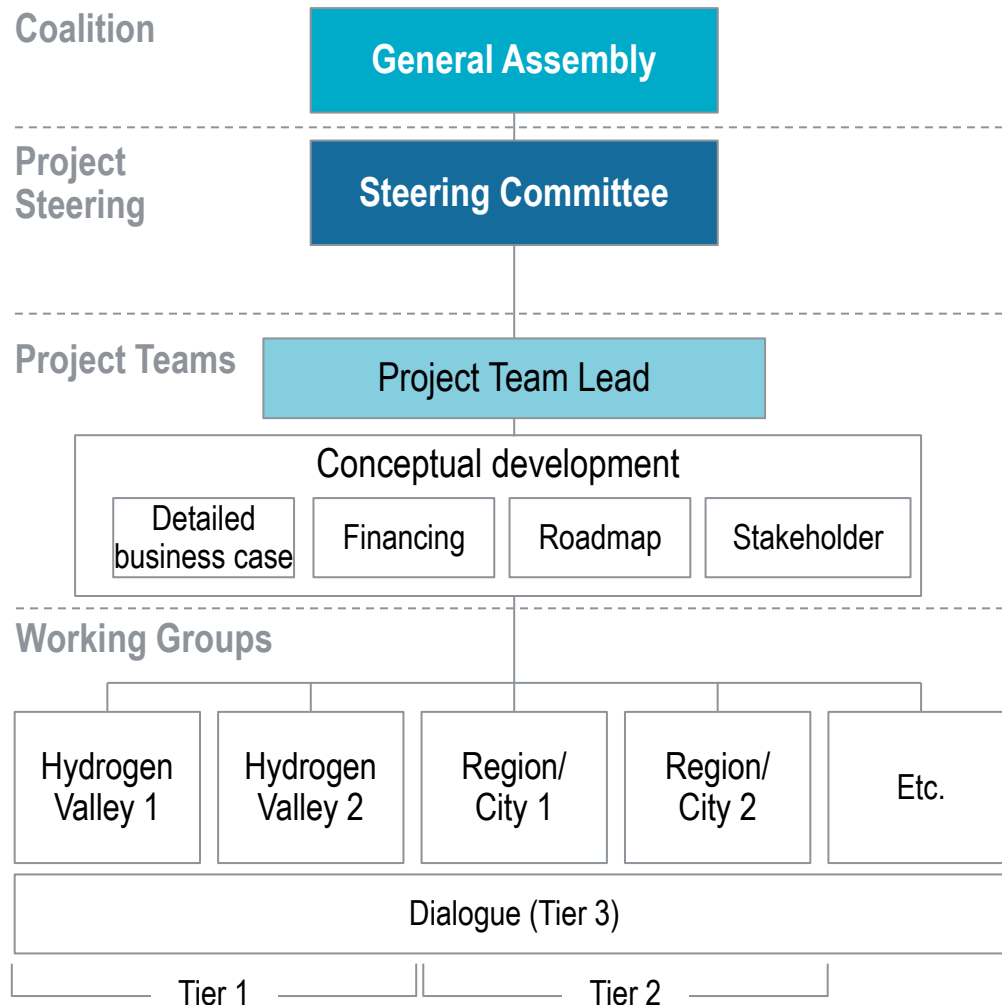 Coalition
General Assembly
Project
Steering
Steering Committee
Project Teams
Project Team Lead
Conceptual development
Detailed
business case
Financing
Roadmap
Stakeholder
Working Groups
Hydrogen
Valley 1
Hydrogen
Valley 2
Region/
City 1
Region/
City 2
Etc.
Dialogue (Tier 3)
Tier 1
Tier 2